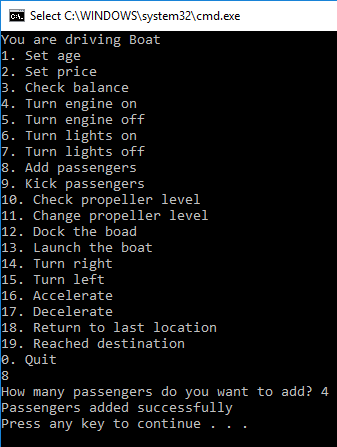 Select C:\WINDOWS\system32\cmd.exe
You are driving Boat
1. Set age
2. Set price
3. Check balance
4. Turn engine on
5. Turn engine off
6. Turn lights on
7. Turn lights off
8. Add passengers
9. Kick passengers
10. Check propeller level
11. Change propeller level
12. Dock the boad
13. Launch the boat
14. Turn right
15. Turn left
16. Accelerate
17. Decelerate
18. Return to last location
19. Reached destination
0. Quit
8
How many passengers do you want to add? 4
Passengers added successfully
Press any key to continue . . .